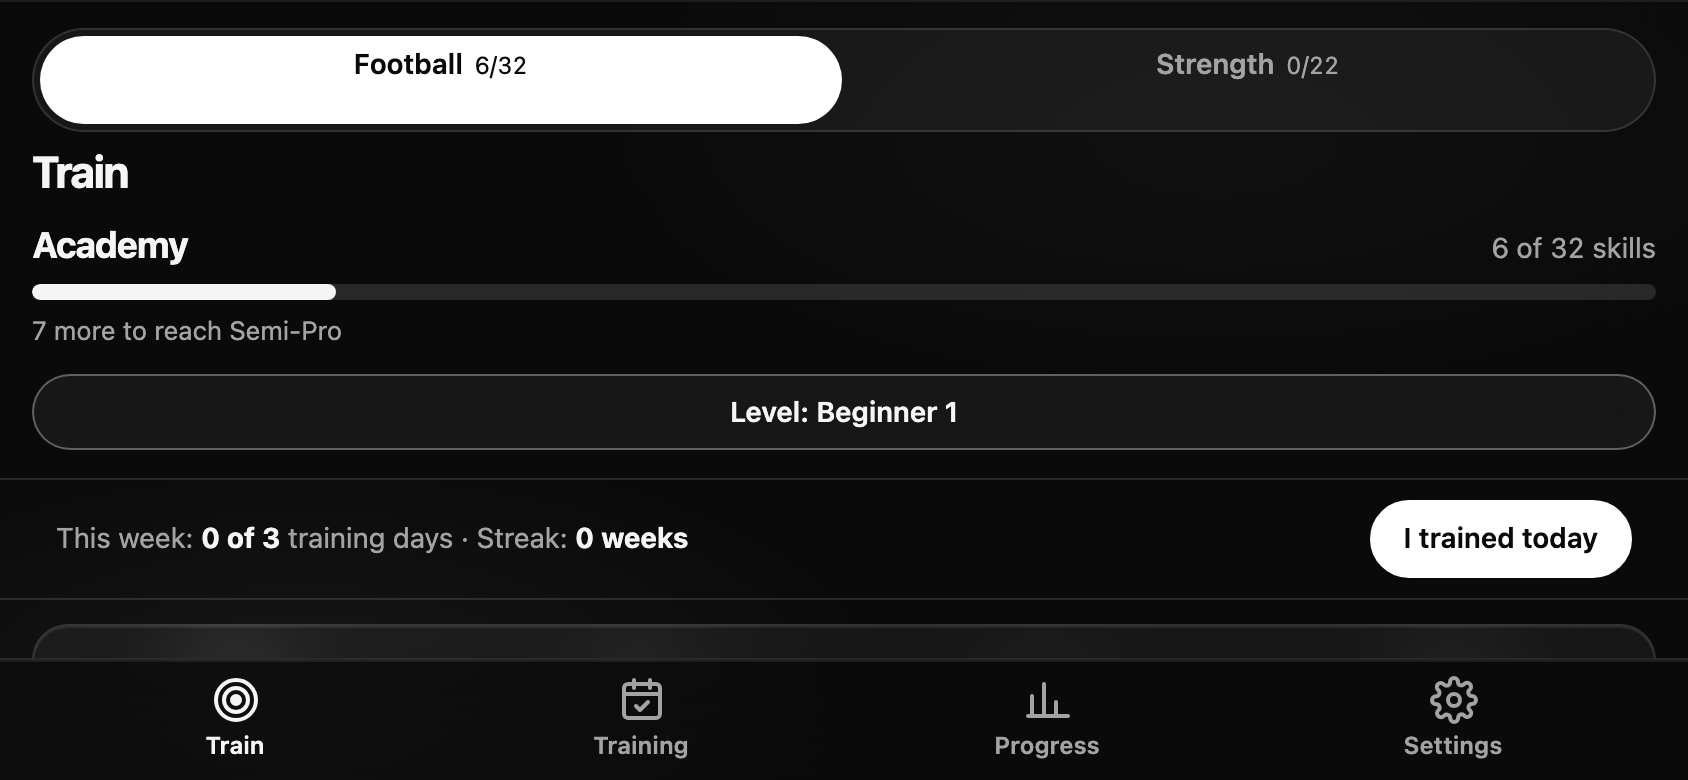 Football 6/32
Strength 0/22
Train
Academy
6 of 32 skills
7 more to reach Semi-Pro
Level: Beginner 1
This week: 0 of 3 training days · Streak: 0 weeks
I trained today
Train
Training
Progress
Settings